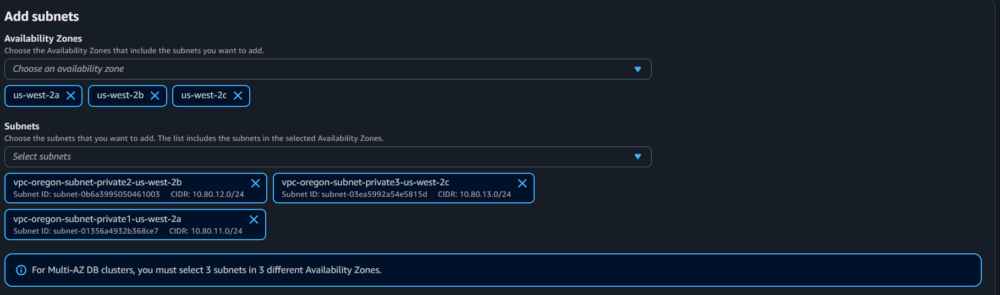 Add subnets
Availability Zones
Choose the Availability Zones that include the subnets you want to add.
Choose an availability zone
us-west-2a us-west-2b us-west-2c
Subnets
Choose the subnets that you want to add. The list includes the subnets in the selected Availability Zones.
Select subnets
vpc-oregon-subnet-private2-us-west-2b
Subnet ID: subnet-0b6a3995050461003 CIDR: 10.80.12.0/24
vpc-oregon-subnet-private3-us-west-2c
Subnet ID: subnet-03ea5992a54e5815d CIDR: 10.80.13.0/24
vpc-oregon-subnet-private1-us-west-2a
Subnet ID: subnet-01356a4932b368ce7 CIDR: 10.80.11.0/24
For Multi-AZ DB clusters, you must select 3 subnets in 3 different Availability Zones.